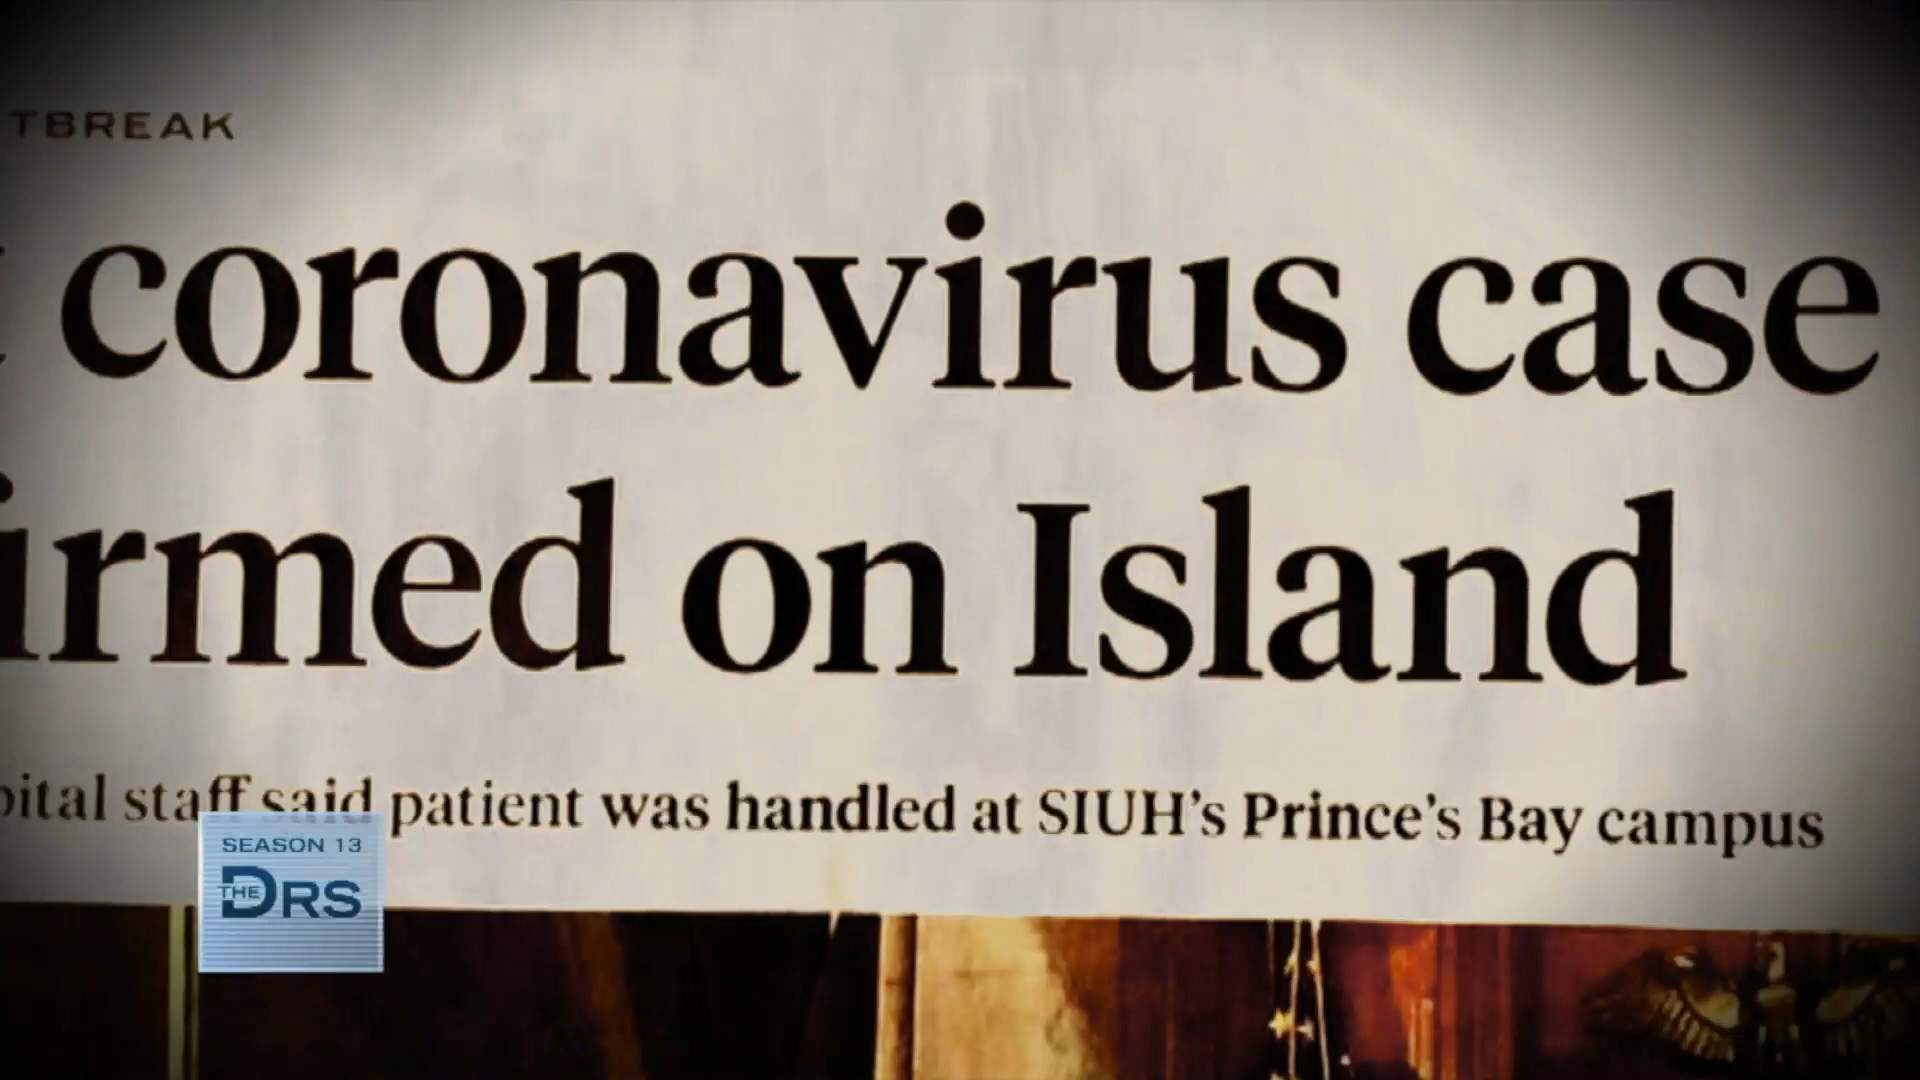 TBREAK
coronavirus case
irmed on Island
pital staff said patient was handled at SIUH's Prince's Bay campus
SEASON 13
THE DRS